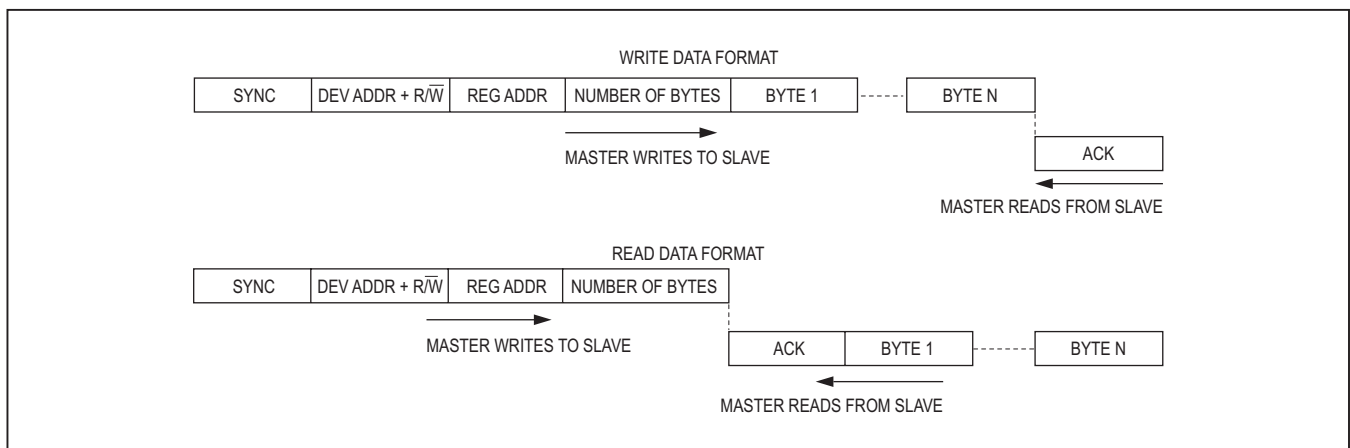 WRITE DATA FORMAT
SYNC DEV ADDR + R/W̅ REG ADDR NUMBER OF BYTES BYTE 1 BYTE N
MASTER WRITES TO SLAVE
ACK
MASTER READS FROM SLAVE
READ DATA FORMAT
SYNC DEV ADDR + R/W̅ REG ADDR NUMBER OF BYTES
MASTER WRITES TO SLAVE
ACK BYTE 1 BYTE N
MASTER READS FROM SLAVE